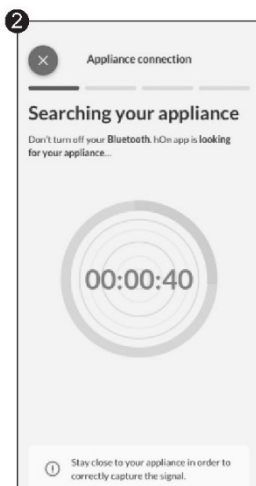 2
Appliance connection
Searching your appliance
Don't turn off your Bluetooth. hOn app is looking
for your appliance...
00:00:40
Stay close to your appliance in order to
correctly capture the signal.